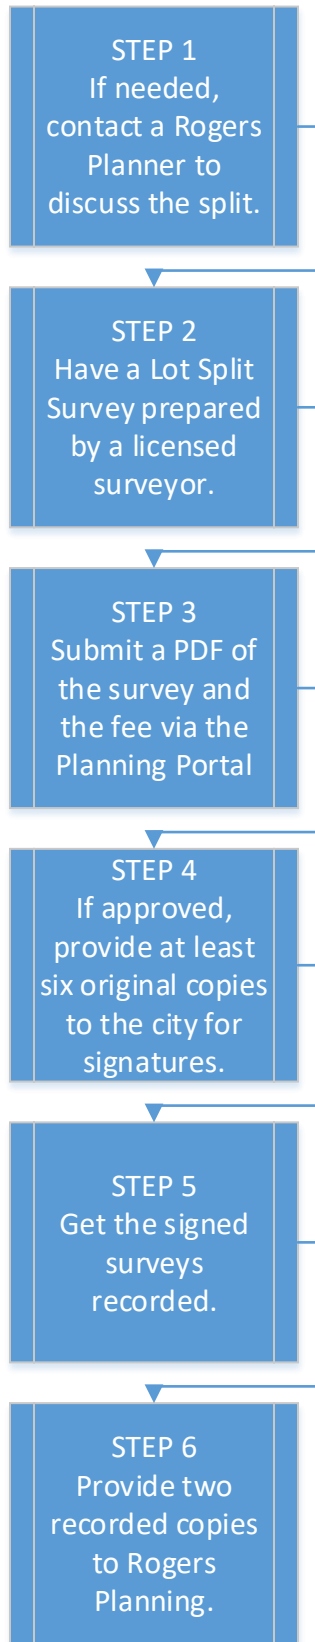 STEP 1
If needed,
contact a Rogers
Planner to
discuss the split.
STEP 2
Have a Lot Split
Survey prepared
by a licensed
surveyor.
STEP 3
Submit a PDF of
the survey and
the fee via the
Planning Portal
STEP 4
If approved,
provide at least
six original copies
to the city for
signatures.
STEP 5
Get the signed
surveys
recorded.
STEP 6
Provide two
recorded copies
to Rogers
Planning.